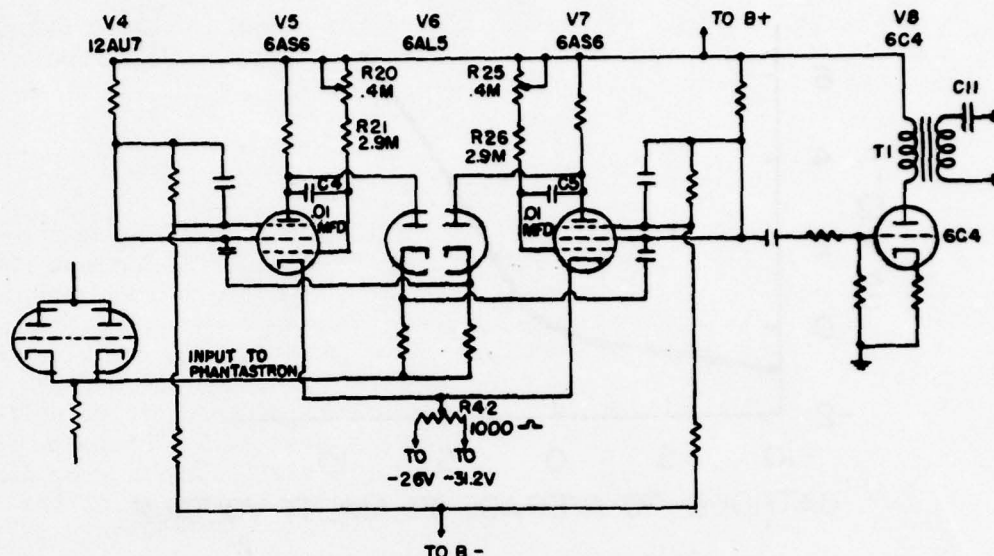 V4
12AU7
V5
6AS6
V6
6AL5
V7
6AS6
TO B+
V8
6C4
R20
.4M
R21
2.9M
R25
.4M
R26
2.9M
C11
T1
C4
.01
MFD
C5
.01
MFD
6C4
INPUT TO
PHANTASTRON
R42
1000
TO TO
-26V ~31.2V
TO B-